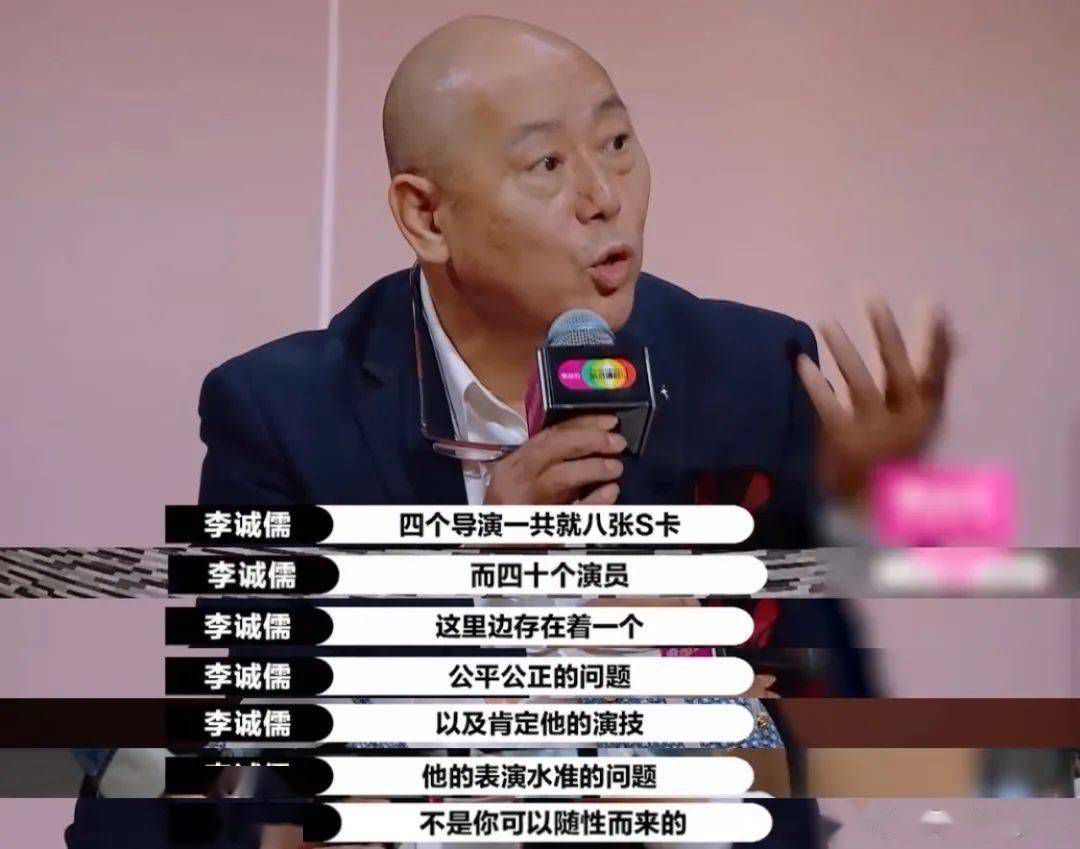 李诚儒 四个导演一共就八张S卡
李诚儒 而四十个演员
李诚儒 这里边存在着一个
李诚儒 公平公正的问题
李诚儒 以及肯定他的演技
他的表演水准的问题
不是你可以随性而来的